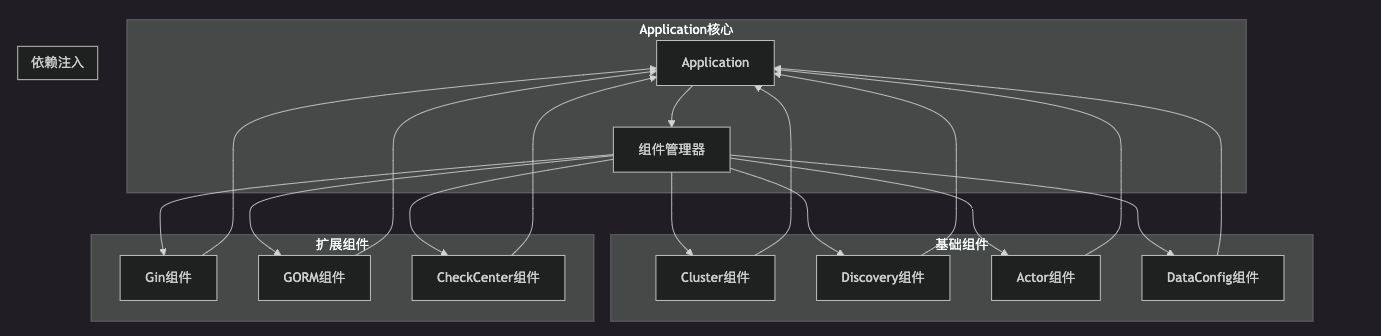 Application核心
依赖注入
Application
组件管理器
扩展组件
基础组件
Gin组件
GORM组件
CheckCenter组件
Cluster组件
Discovery组件
Actor组件
DataConfig组件